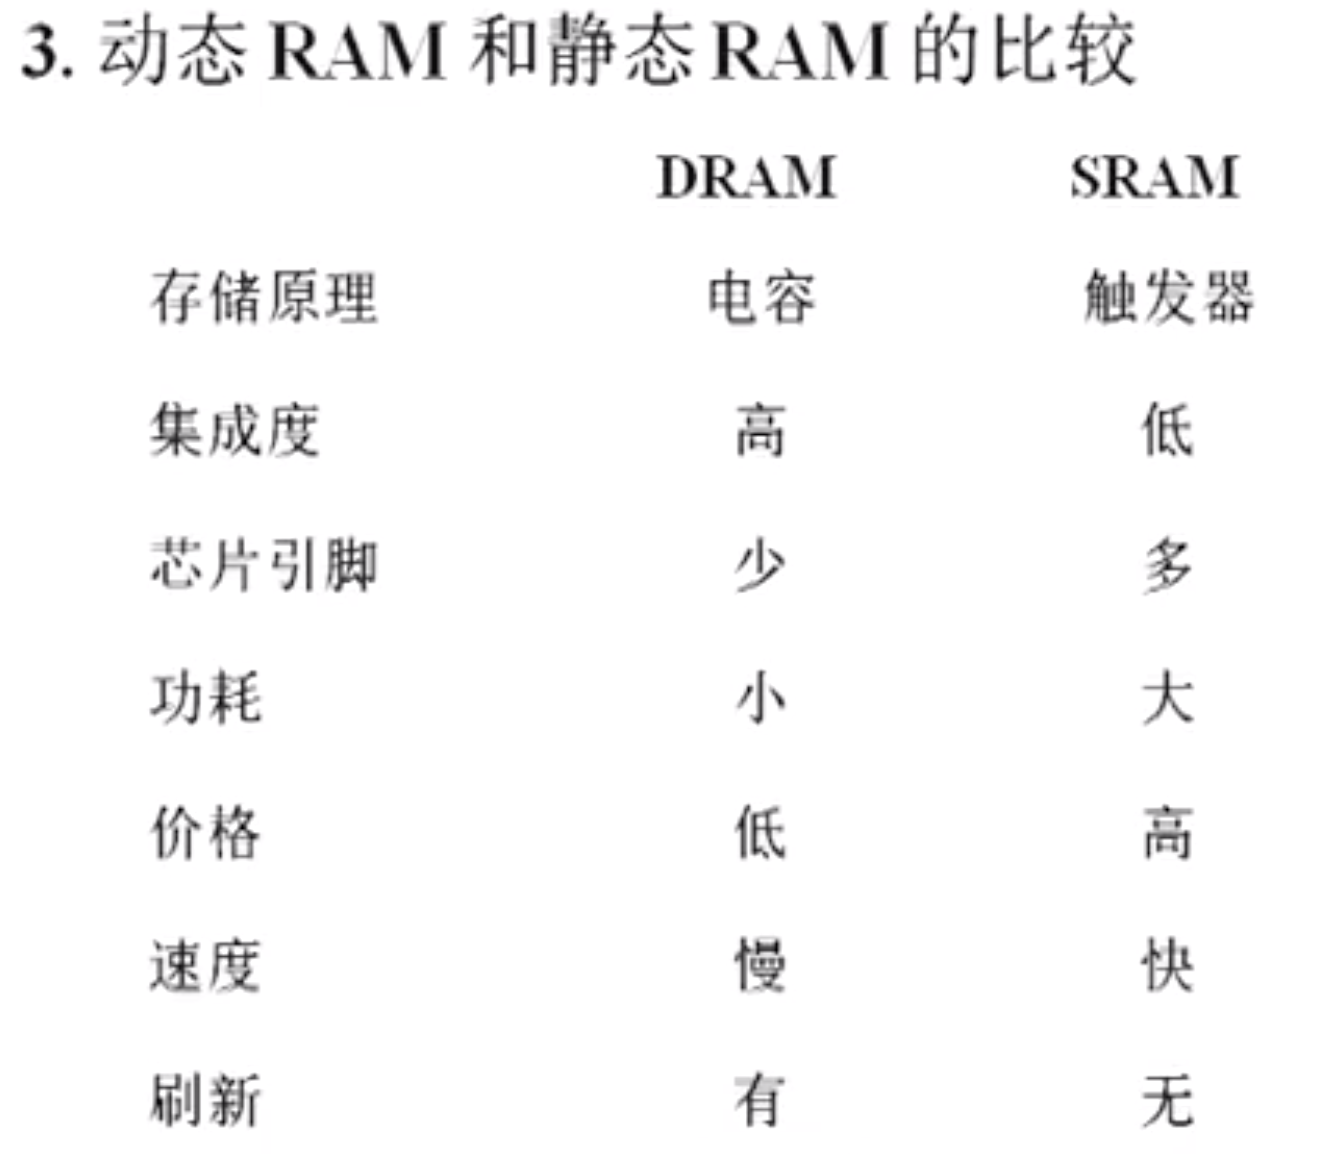 3. 动态 RAM 和静态 RAM 的比较
DRAM SRAM
存储原理 电容 触发器
集成度 高 低
芯片引脚 少 多
功耗 小 大
价格 低 高
速度 慢 快
刷新 有 无